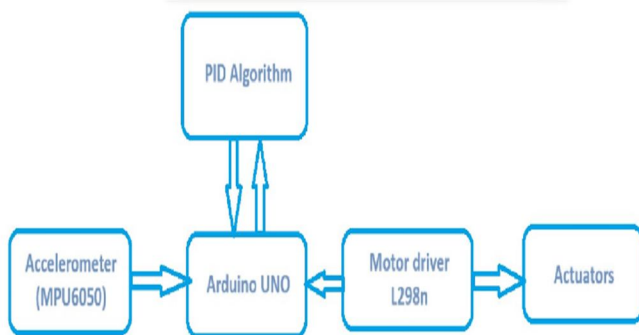 PID Algorithm
Accelerometer
(MPU6050)
Arduino UNO
Motor driver
L298n
Actuators